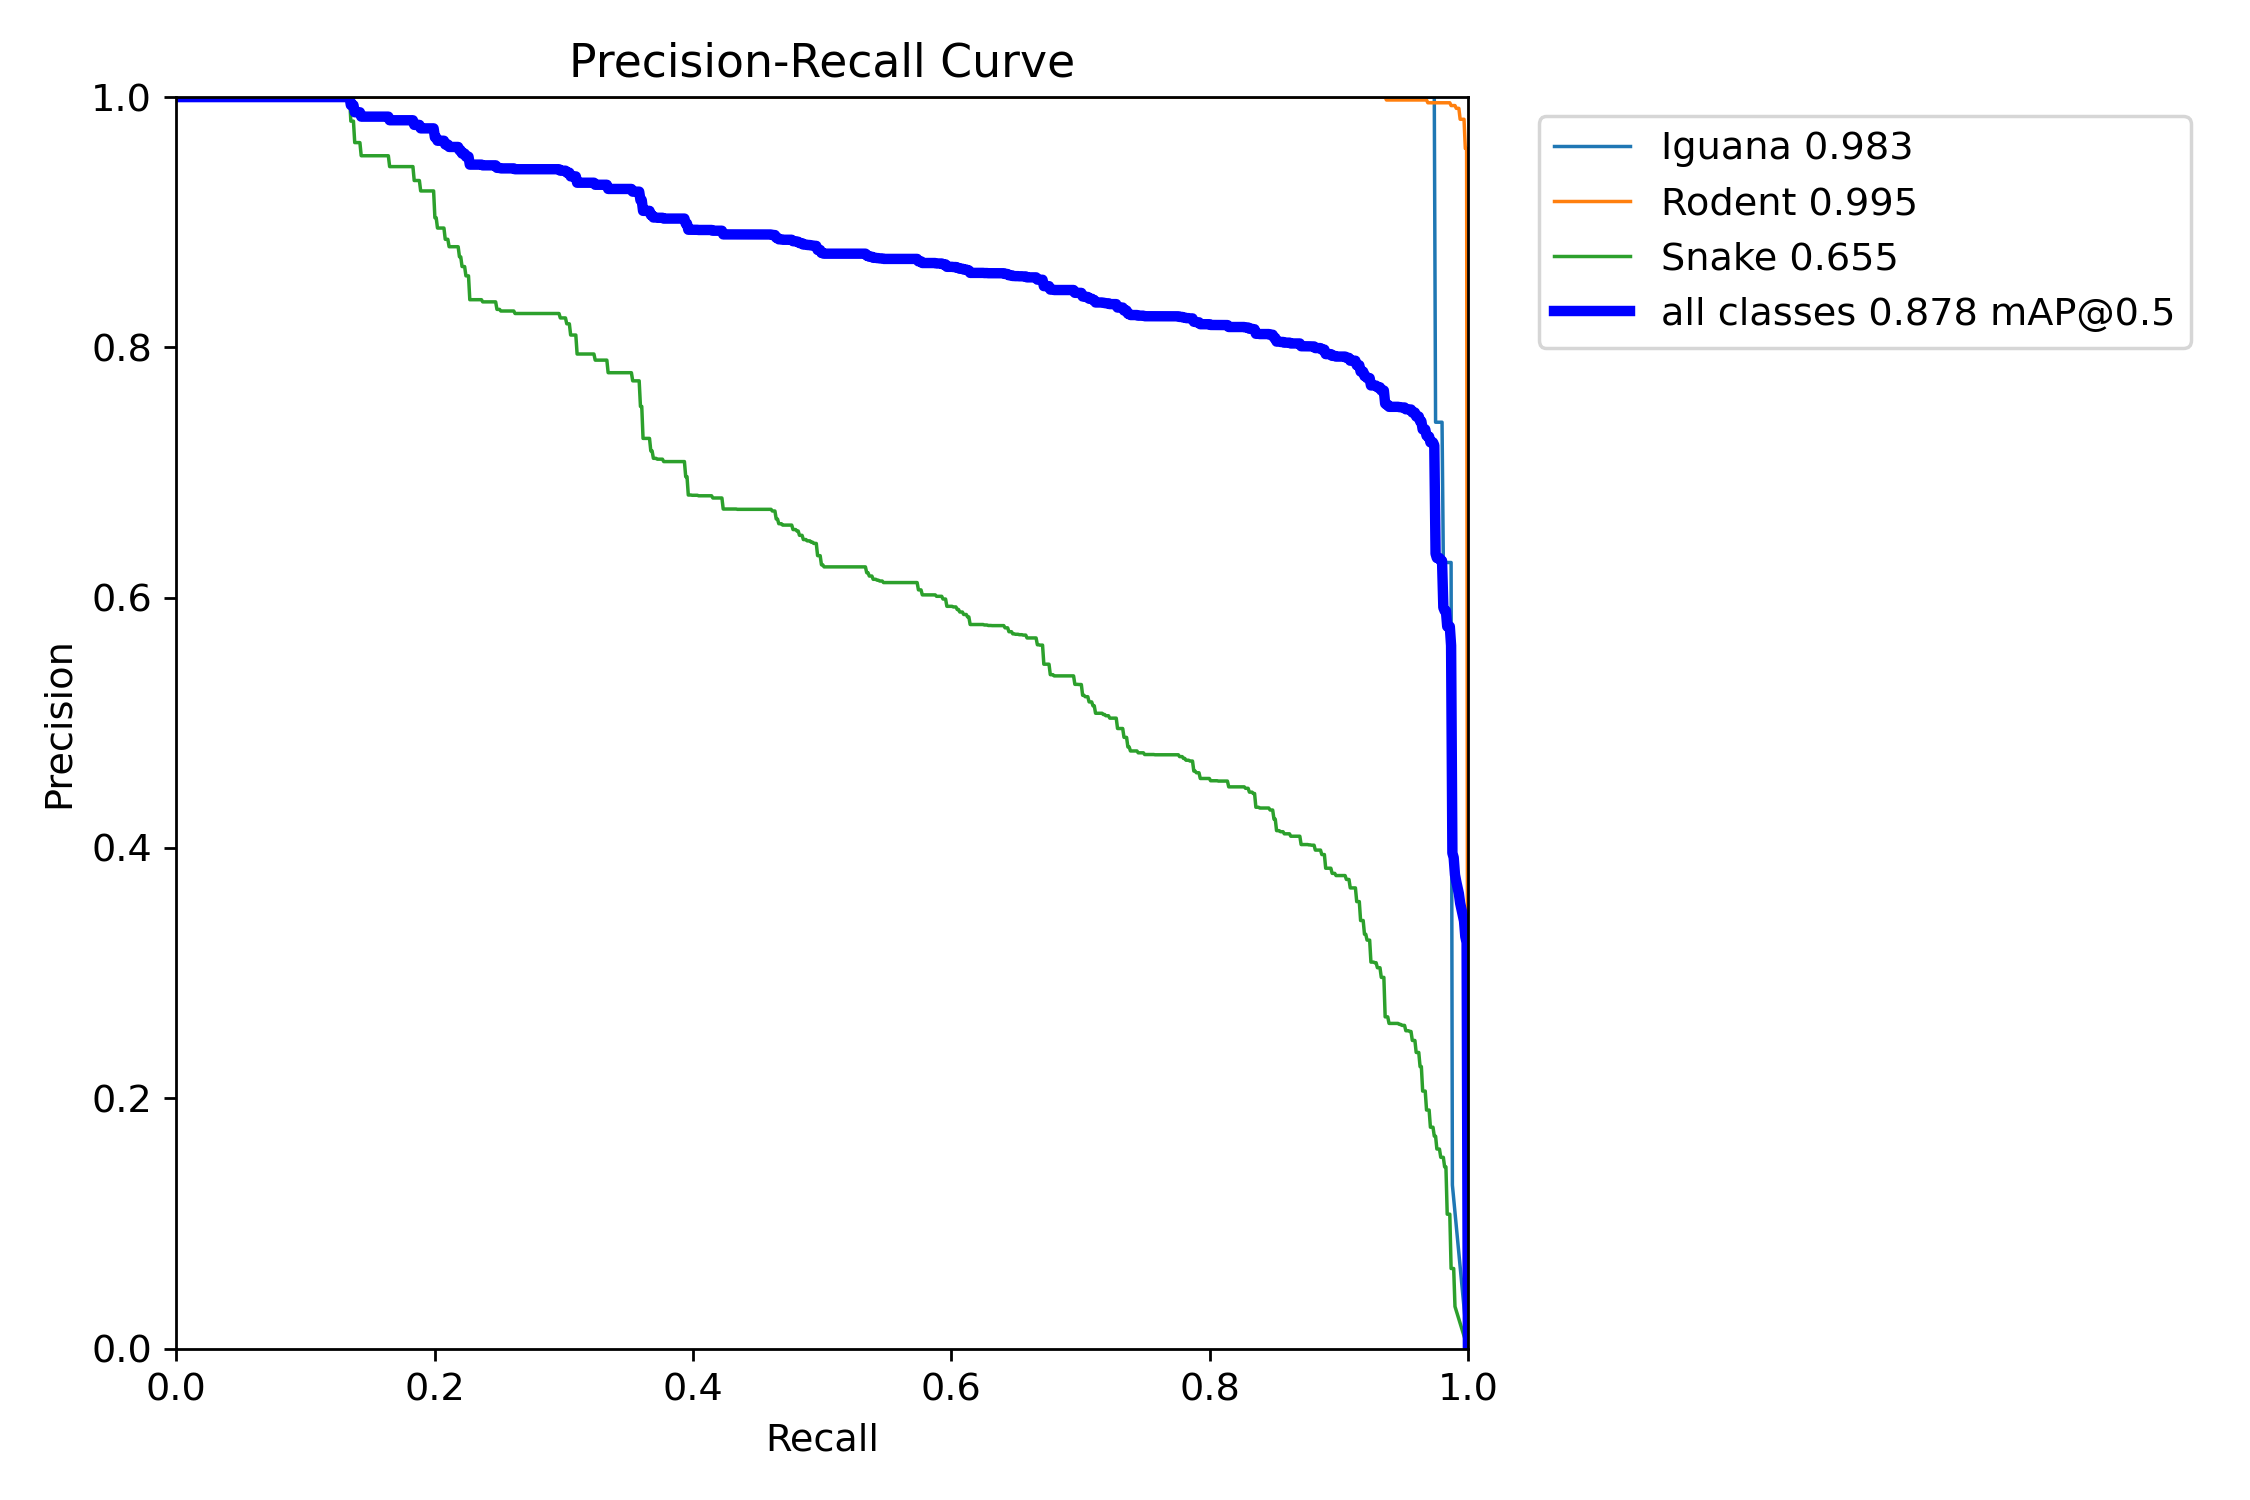 Precision-Recall Curve
1.0
0.8
0.6
0.4
0.2
0.0
Precision
0.0 0.2 0.4 0.6 0.8 1.0
Recall
Iguana 0.983
Rodent 0.995
Snake 0.655
all classes 0.878 mAP@0.5